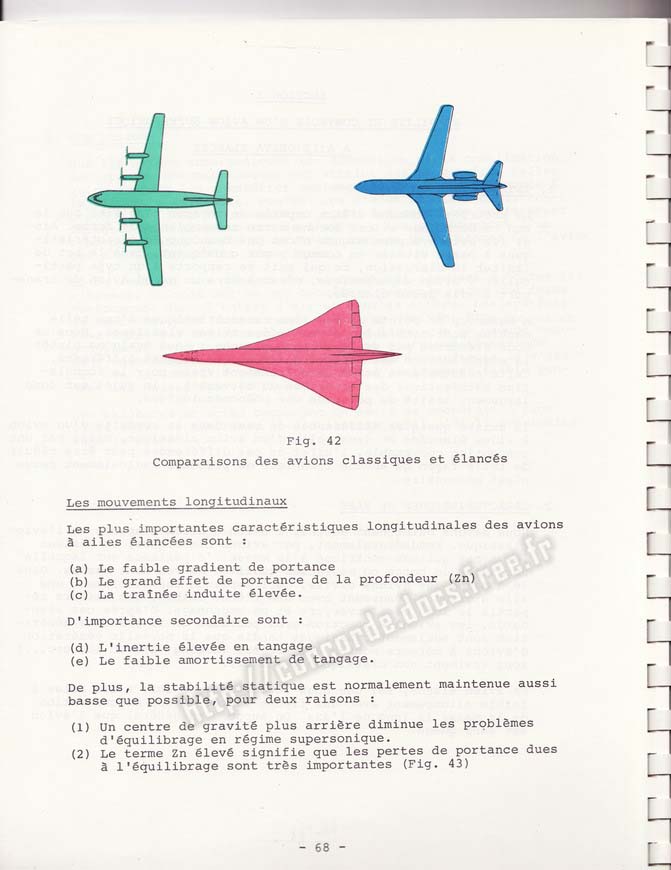 Fig. 42
Comparaisons des avions classiques et élancés
Les mouvements longitudinaux
Les plus importantes caractéristiques longitudinales des avions
à ailes élancées sont :
(a) Le faible gradient de portance
(b) Le grand effet de portance de la profondeur (Zn)
(c) La traînée induite élevée.
D'importance secondaire sont :
(d) L'inertie élevée en tangage
(e) Le faible amortissement de tangage.
De plus, la stabilité statique est normalement maintenue aussi
basse que possible, pour deux raisons :
(1) Un centre de gravité plus arrière diminue les problèmes
d'équilibrage en régime supersonique.
(2) Le terme Zn élevé signifie que les pertes de portance dues
à l'équilibrage sont très importantes (Fig. 43)
http://concorde.docs.free.fr
- 68 -